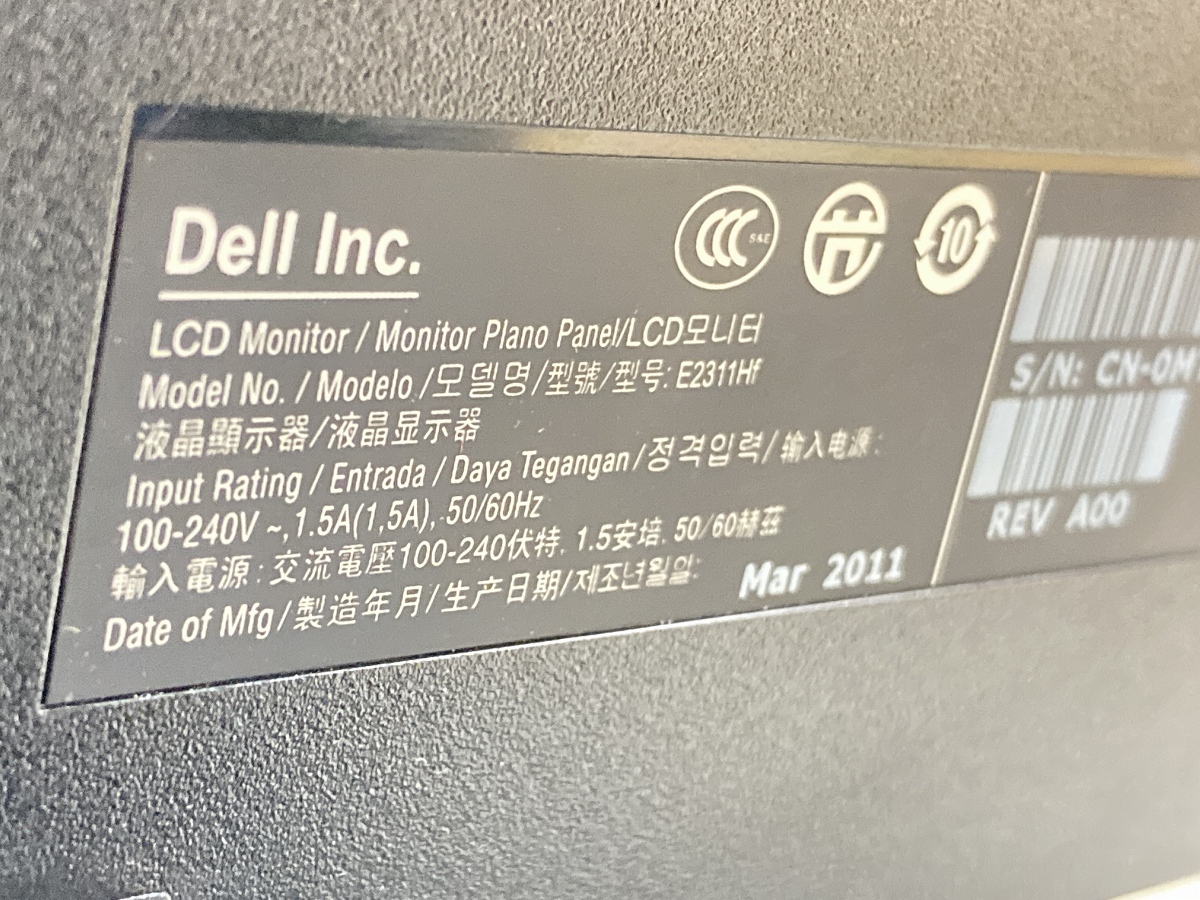 Dell Inc.
S&E
10
LCD Monitor / Monitor Plano Panel/LCD모니터
Model No. / Modelo /모델명/型號/型号: E2311Hf
液晶顯示器/液晶显示器
Input Rating / Entrada / Daya Tegangan/정격입력/输入电源:
100-240V ~, 1.5A(1,5A), 50/60Hz
輸入電源: 交流電壓100-240伏特, 1.5安培, 50/60赫茲
Date of Mfg/製造年月/生产日期/제조년월일: Mar 2011
S/N: CN-0M
REV A00